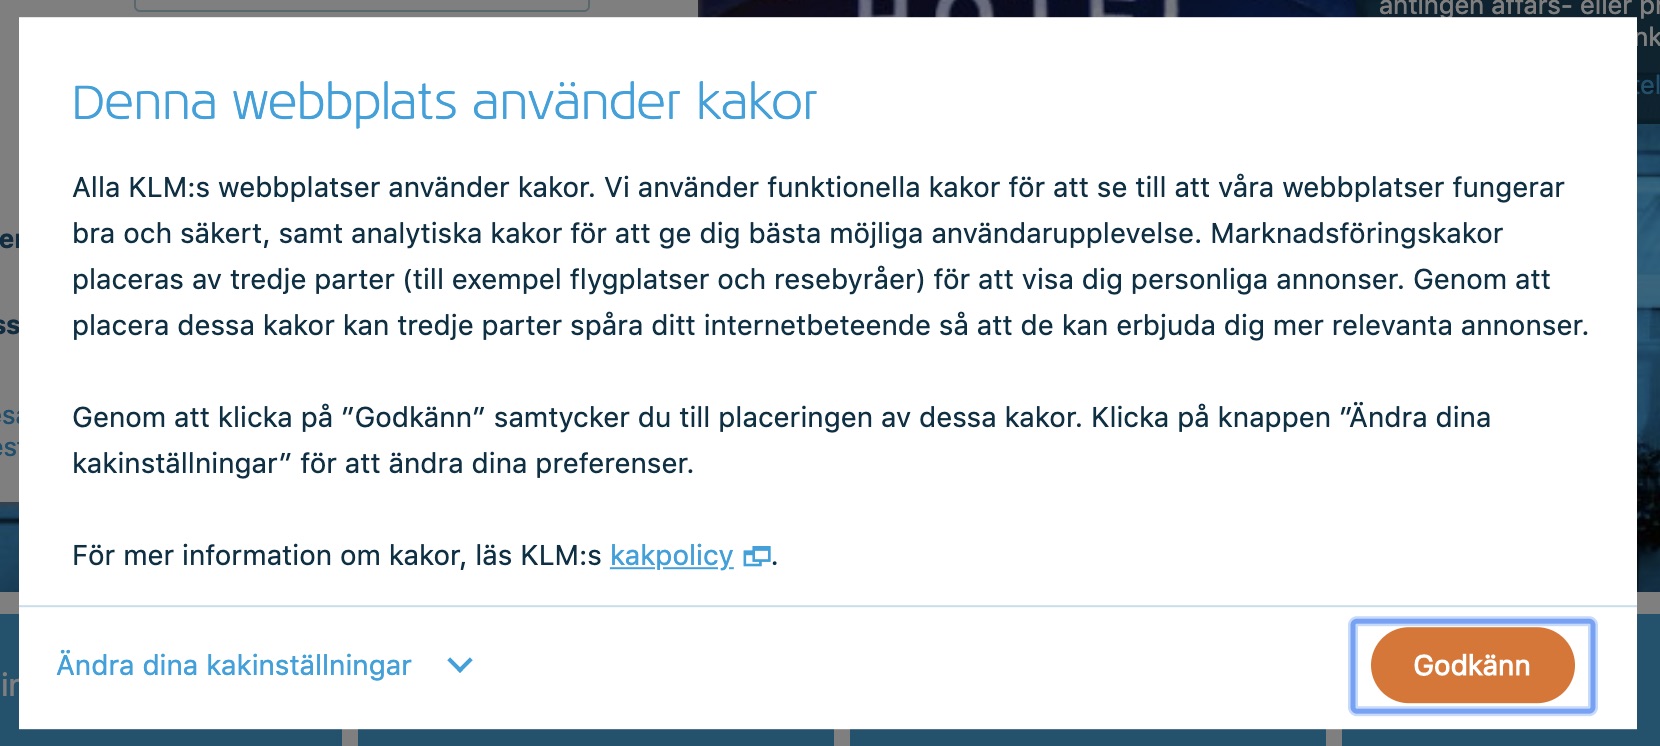 HOTEL
antingen affärs- eller
Denna webbplats använder kakor
Alla KLM:s webbplatser använder kakor. Vi använder funktionella kakor för att se till att våra webbplatser fungerar
bra och säkert, samt analytiska kakor för att ge dig bästa möjliga användarupplevelse. Marknadsföringskakor
placeras av tredje parter (till exempel flygplatser och resebyråer) för att visa dig personliga annonser. Genom att
placera dessa kakor kan tredje parter spåra ditt internetbeteende så att de kan erbjuda dig mer relevanta annonser.
Genom att klicka på ”Godkänn” samtycker du till placeringen av dessa kakor. Klicka på knappen ”Ändra dina
kakinställningar” för att ändra dina preferenser.
För mer information om kakor, läs KLM:s kakpolicy.
Ändra dina kakinställningar
Godkänn